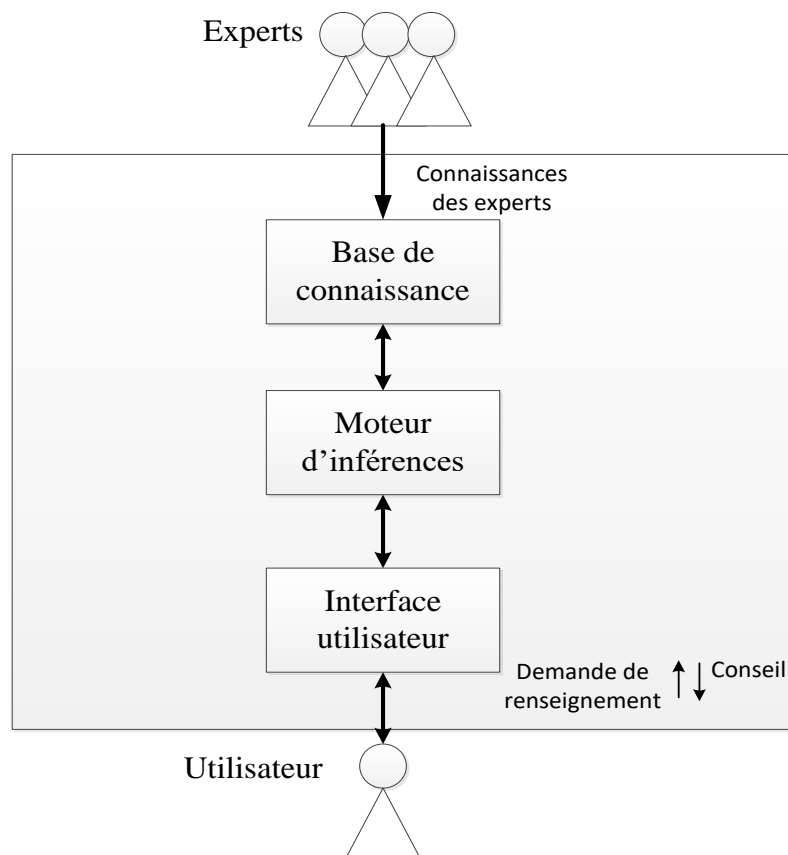 Experts
Connaissances
des experts
Base de
connaissance
Moteur
d’inférences
Interface
utilisateur
Demande de
renseignement
Conseil
Utilisateur